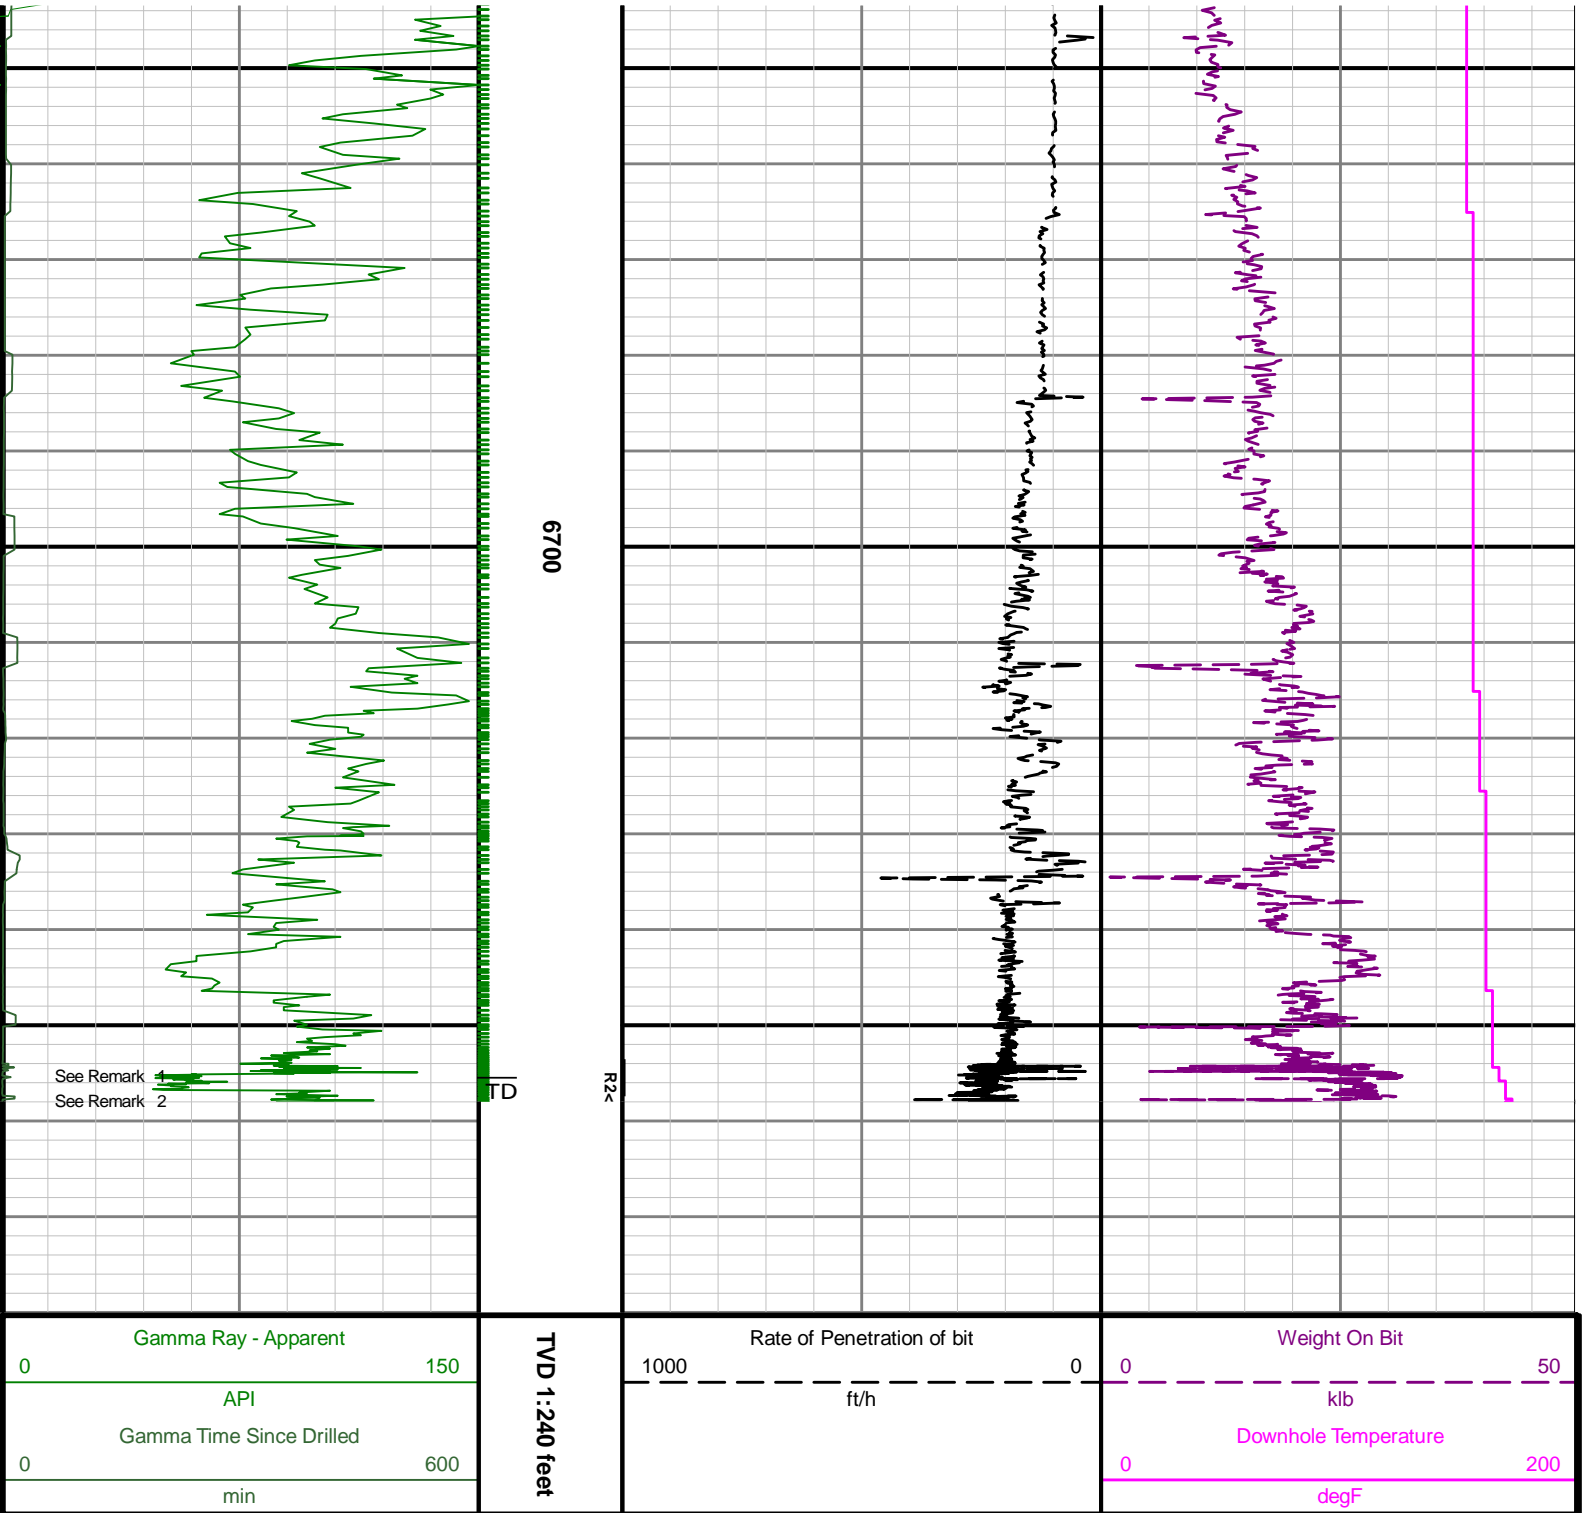 6700
See Remark 1
See Remark 2
TD
R2<
Gamma Ray - Apparent
0 150
API
Gamma Time Since Drilled
0 600
min
TVD 1:240 feet
Rate of Penetration of bit
1000 0
ft/h
Weight On Bit
0 50
klb
Downhole Temperature
0 200
degF